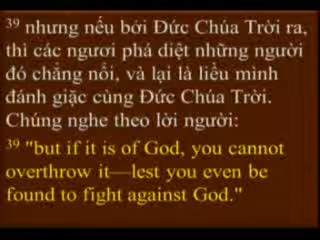 39 nhưng nếu bởi Đức Chúa Trời ra,
thì các ngươi phá diệt những người
đó chẳng nổi, và lại là liều mình
đánh giặc cùng Đức Chúa Trời.
Chúng nghe theo lời người:
39 "but if it is of God, you cannot
overthrow it—lest you even be
found to fight against God."